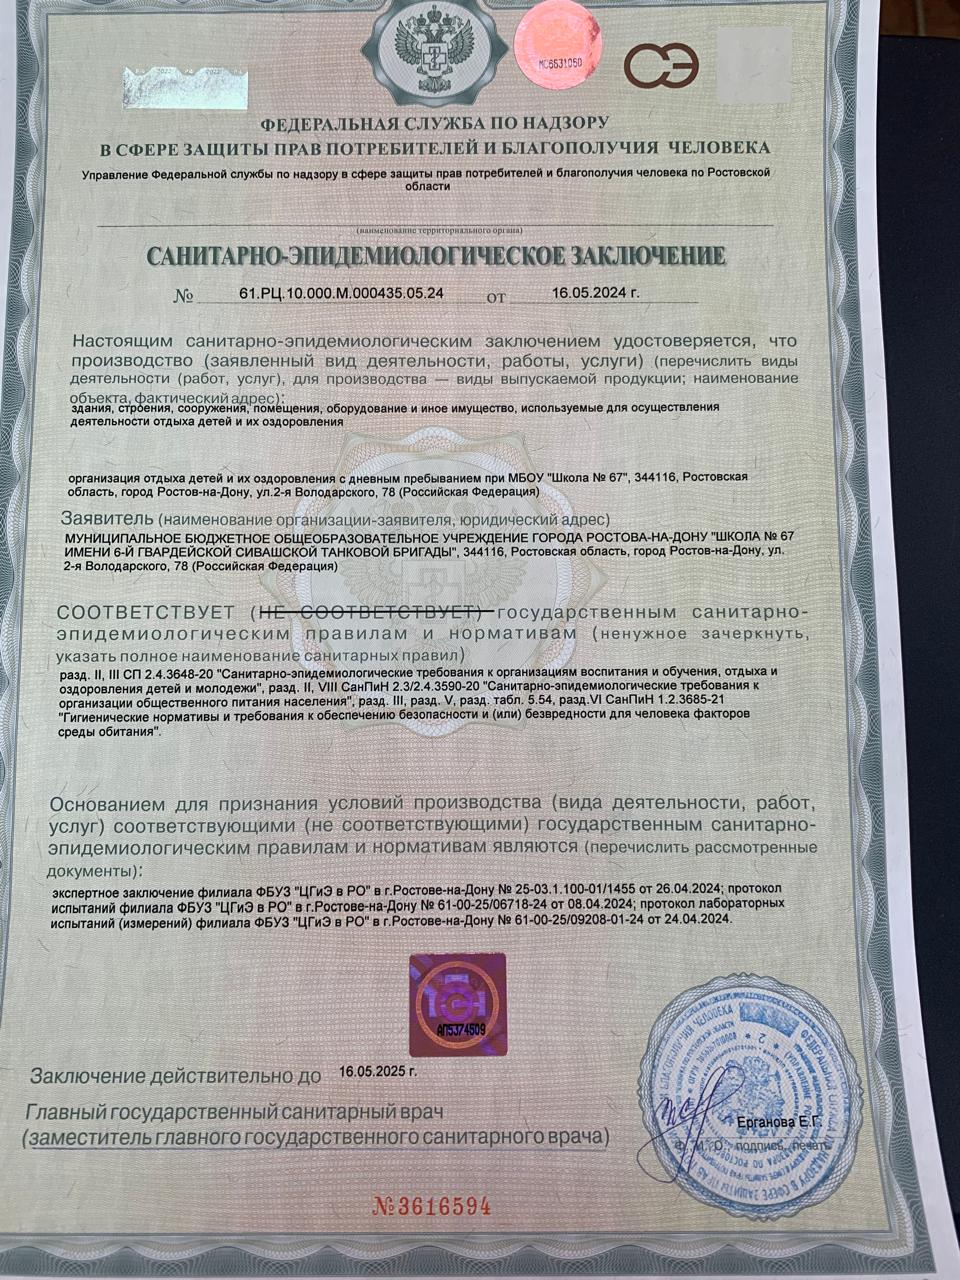 МС6531050
СЭ
ФЕДЕРАЛЬНАЯ СЛУЖБА ПО НАДЗОРУ
В СФЕРЕ ЗАЩИТЫ ПРАВ ПОТРЕБИТЕЛЕЙ И БЛАГОПОЛУЧИЯ ЧЕЛОВЕКА
Управление Федеральной службы по надзору в сфере защиты прав потребителей и благополучия человека по Ростовской
области
(наименование территориального органа)
САНИТАРНО-ЭПИДЕМИОЛОГИЧЕСКОЕ ЗАКЛЮЧЕНИЕ
№ 61.РЦ.10.000.М.000435.05.24 от 16.05.2024 г.
Настоящим санитарно-эпидемиологическим заключением удостоверяется, что
производство (заявленный вид деятельности, работы, услуги) (перечислить виды
деятельности (работ, услуг), для производства — виды выпускаемой продукции; наименование
объекта, фактический адрес):
здания, строения, сооружения, помещения, оборудование и иное имущество, используемые для осуществления
деятельности отдыха детей и их оздоровления
организация отдыха детей и их оздоровления с дневным пребыванием при МБОУ "Школа № 67", 344116, Ростовская
область, город Ростов-на-Дону, ул.2-я Володарского, 78 (Российская Федерация)
Заявитель (наименование организации-заявителя, юридический адрес)
МУНИЦИПАЛЬНОЕ БЮДЖЕТНОЕ ОБЩЕОБРАЗОВАТЕЛЬНОЕ УЧРЕЖДЕНИЕ ГОРОДА РОСТОВА-НА-ДОНУ "ШКОЛА № 67
ИМЕНИ 6-Й ГВАРДЕЙСКОЙ СИВАШСКОЙ ТАНКОВОЙ БРИГАДЫ", 344116, Ростовская область, город Ростов-на-Дону, ул.
2-я Володарского, 78 (Российская Федерация)
СООТВЕТСТВУЕТ (НЕ СООТВЕТСТВУЕТ) государственным санитарно-
эпидемиологическим правилам и нормативам (ненужное зачеркнуть,
указать полное наименование санитарных правил)
разд. II, III СП 2.4.3648-20 "Санитарно-эпидемиологические требования к организациям воспитания и обучения, отдыха и
оздоровления детей и молодежи", разд. II, VIII СанПиН 2.3/2.4.3590-20 "Санитарно-эпидемиологические требования к
организации общественного питания населения", разд. III, разд. V, разд. табл. 5.54, разд.VI СанПиН 1.2.3685-21
"Гигиенические нормативы и требования к обеспечению безопасности и (или) безвредности для человека факторов
среды обитания".
Основанием для признания условий производства (вида деятельности, работ,
услуг) соответствующими (не соответствующими) государственным санитарно-
эпидемиологическим правилам и нормативам являются (перечислить рассмотренные
документы):
экспертное заключение филиала ФБУЗ "ЦГиЭ в РО" в г.Ростове-на-Дону № 25-03.1.100-01/1455 от 26.04.2024; протокол
испытаний филиала ФБУЗ "ЦГиЭ в РО" в г.Ростове-на-Дону № 61-00-25/06718-24 от 08.04.2024; протокол лабораторных
испытаний (измерений) филиала ФБУЗ "ЦГиЭ в РО" в г.Ростове-на-Дону № 61-00-25/09208-01-24 от 24.04.2024.
АП5374509
Заключение действительно до 16.05.2025 г.
Главный государственный санитарный врач
(заместитель главного государственного санитарного врача)
Ерганова Е.Г.
Ф. И. О., подпись, печать
№3616594